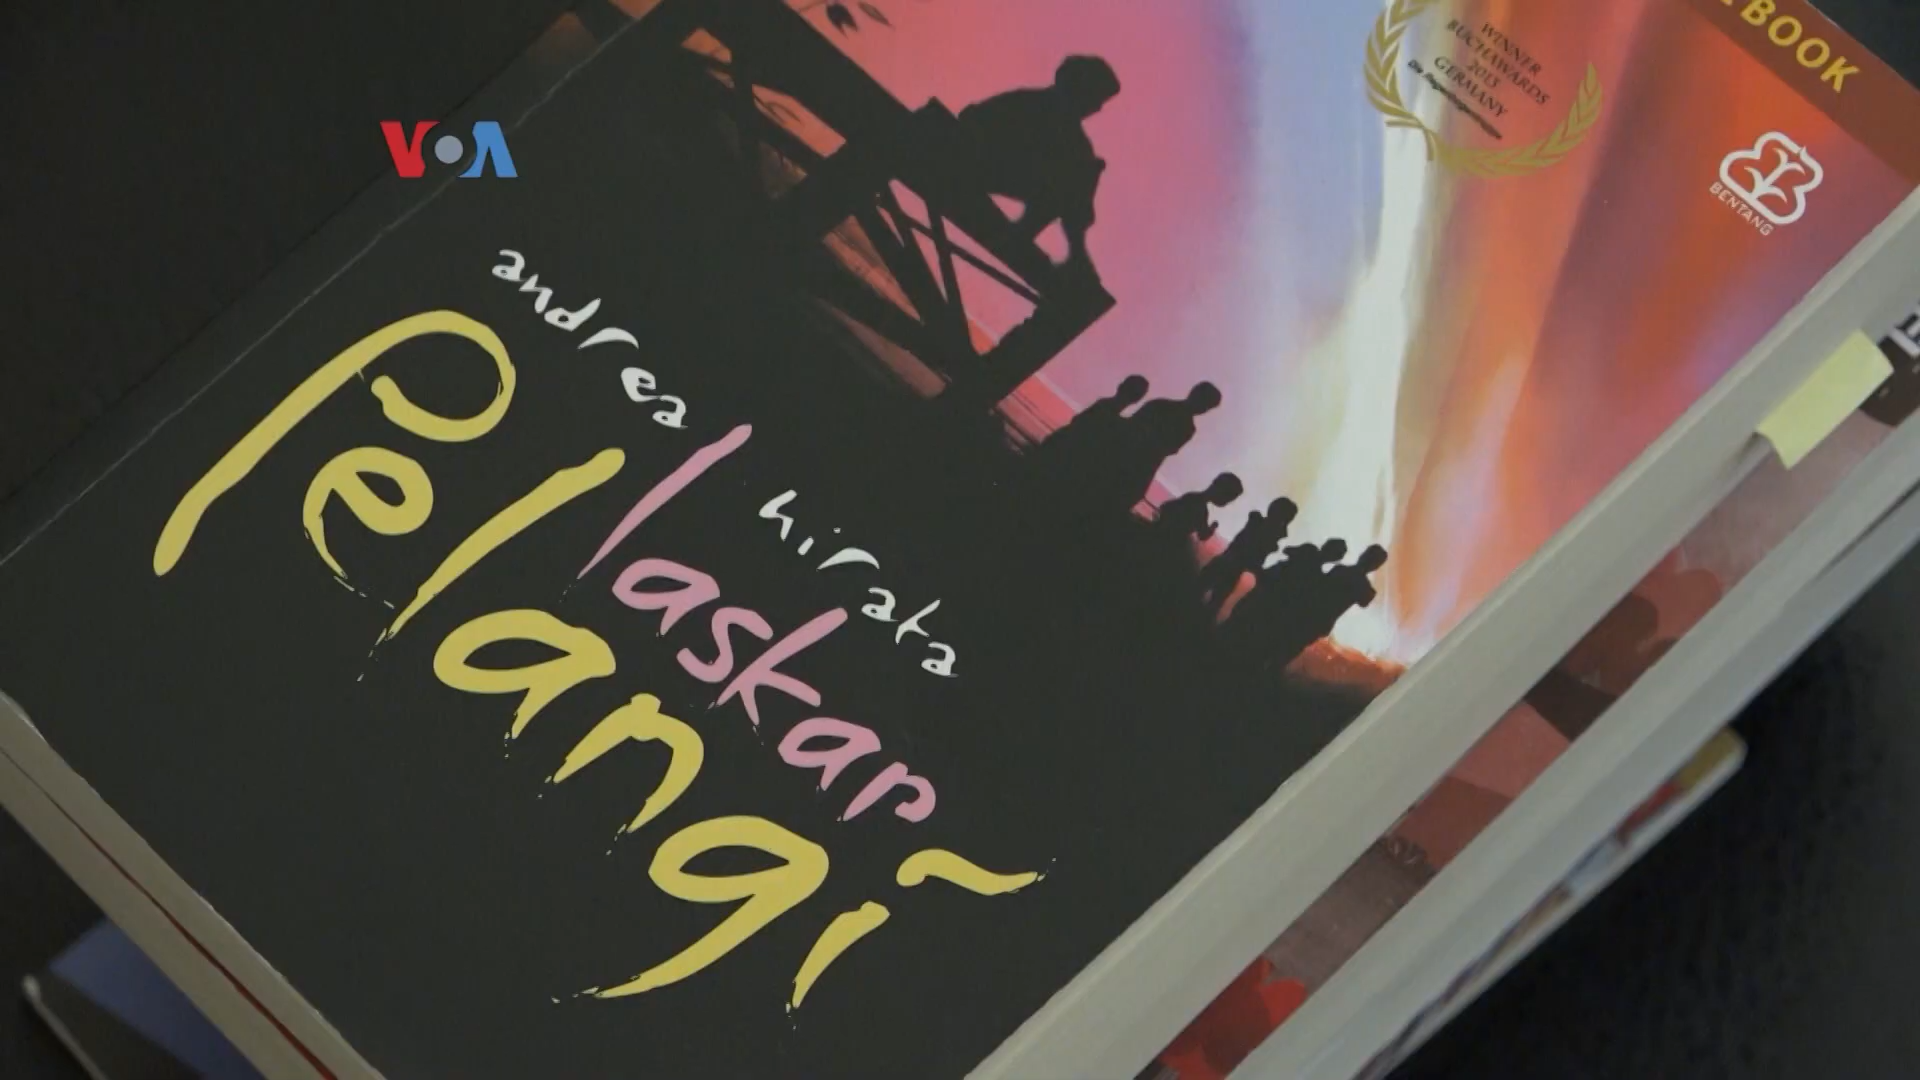 VOA
BOOK
WINNER
BUCHAWARDS
2013
GERMANY
BENTANG
andrea
hirata
laskar
Pelangi